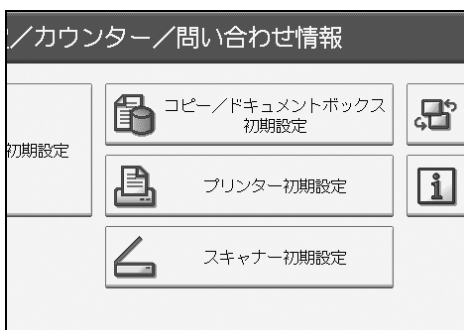 ／カウンター／問い合わせ情報
コピー／ドキュメントボックス
初期設定
初期設定
プリンター初期設定
スキャナー初期設定